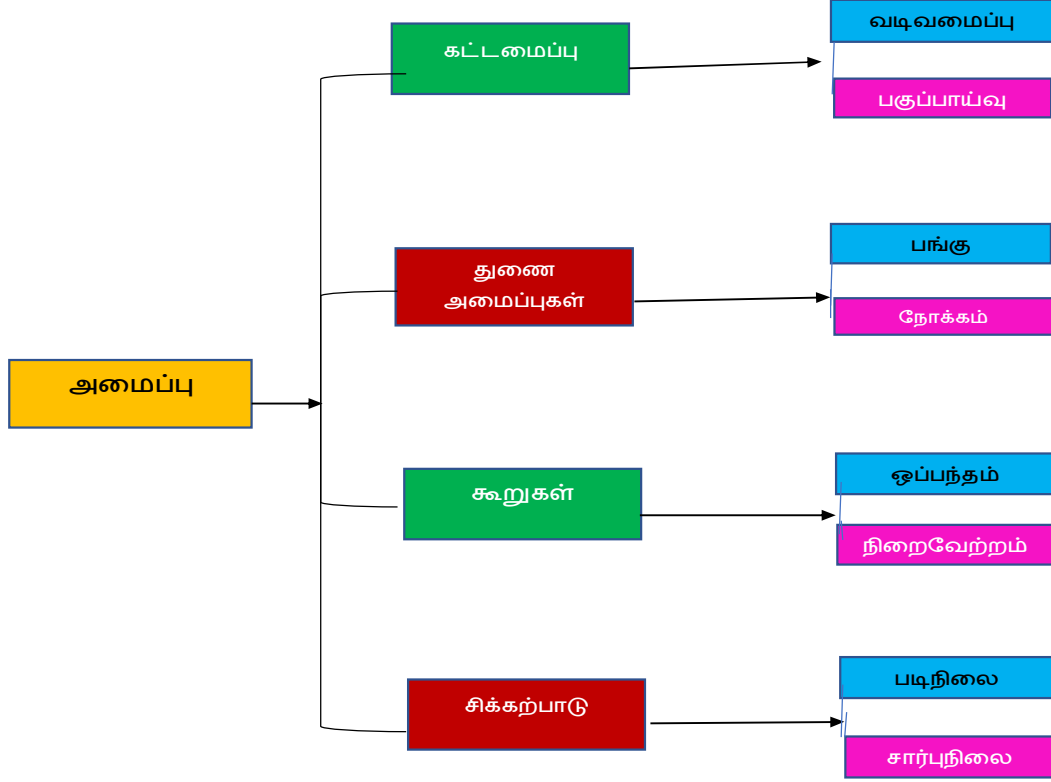 அமைப்பு
கட்டமைப்பு
வடிவமைப்பு
பகுப்பாய்வு
துணை
அமைப்புகள்
பங்கு
நோக்கம்
கூறுகள்
ஒப்பந்தம்
நிறைவேற்றம்
சிக்கற்பாடு
படிநிலை
சார்புநிலை